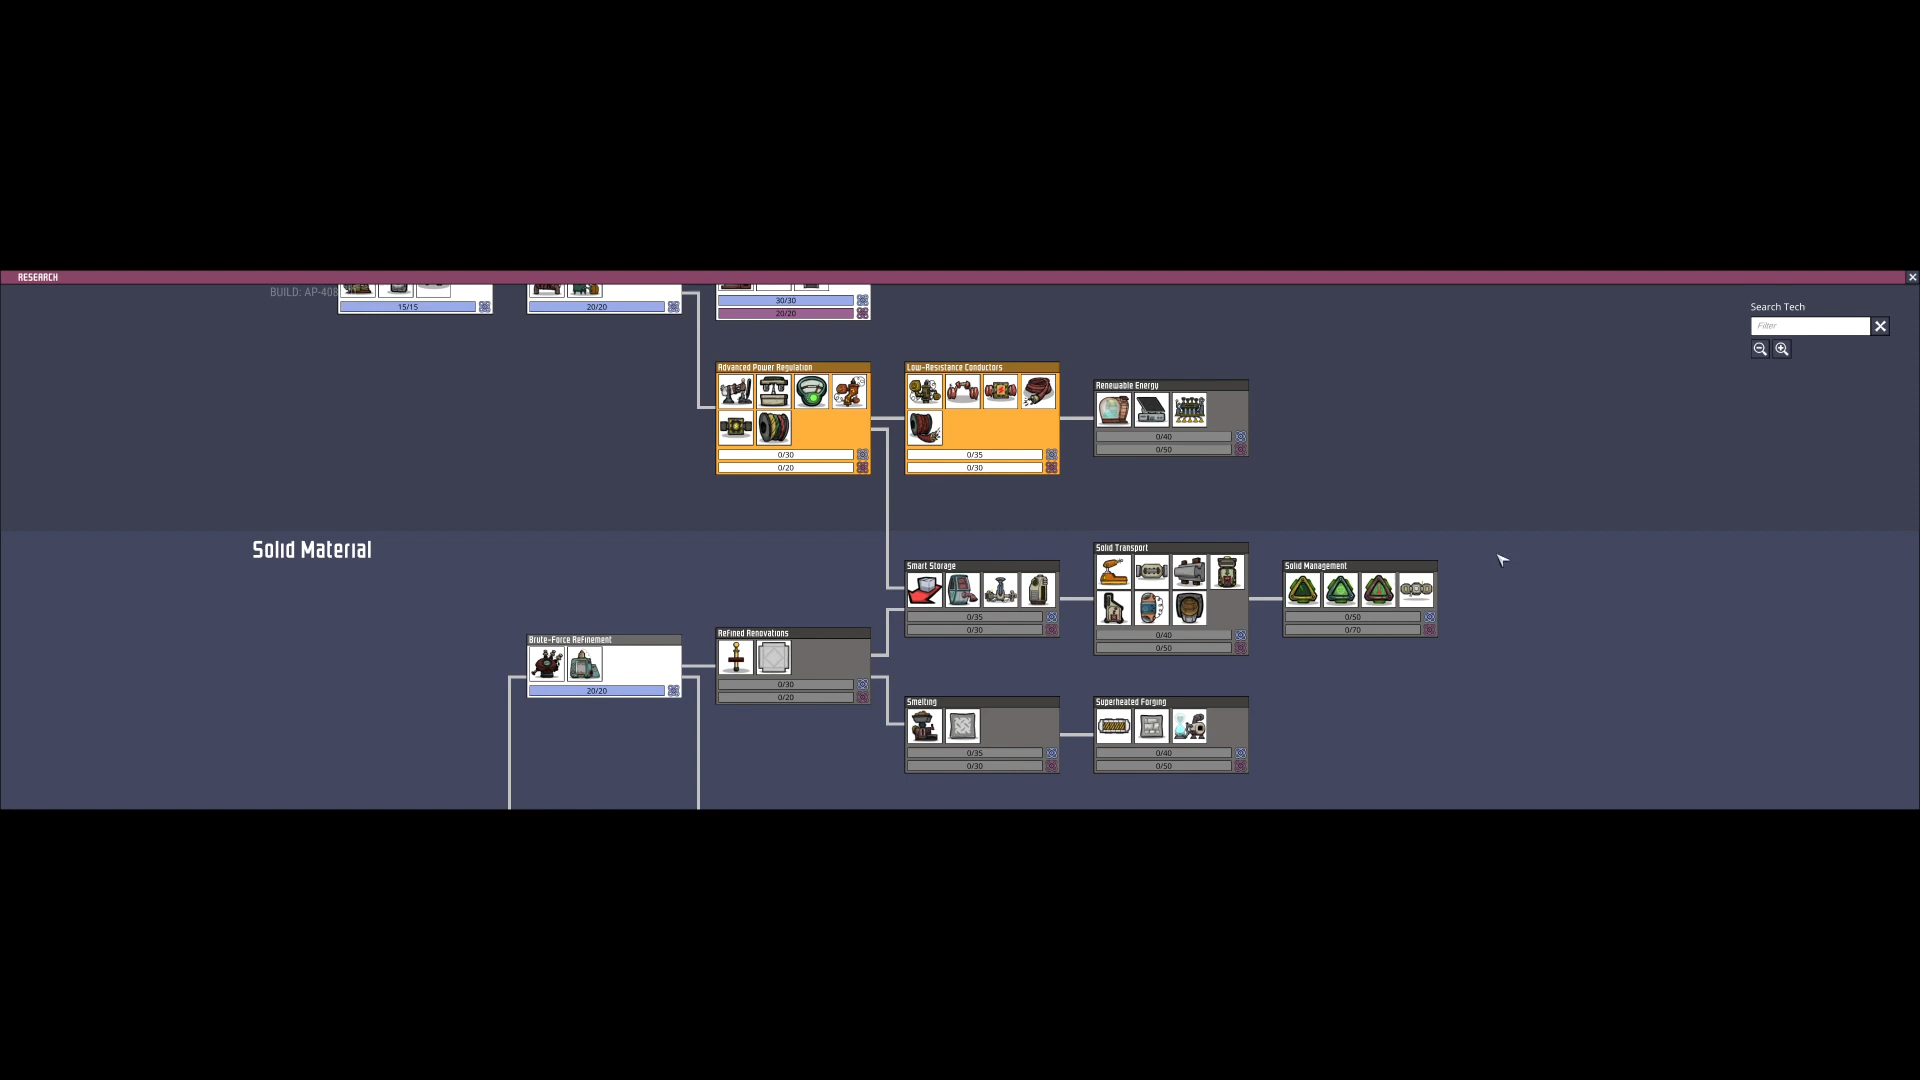 RESEARCH
BUILD: AP-408
Search Tech
Filter
15/15
20/20
30/30
20/20
Advanced Power Regulation
0/30
0/20
Low-Resistance Conductors
0/35
0/30
Renewable Energy
0/40
0/50
Solid Material
Smart Storage
0/35
0/30
Solid Transport
0/40
0/50
Solid Management
0/50
0/70
Brute-Force Refinement
20/20
Refined Renovations
0/30
0/20
Smelting
0/35
0/30
Superheated Forging
0/40
0/50